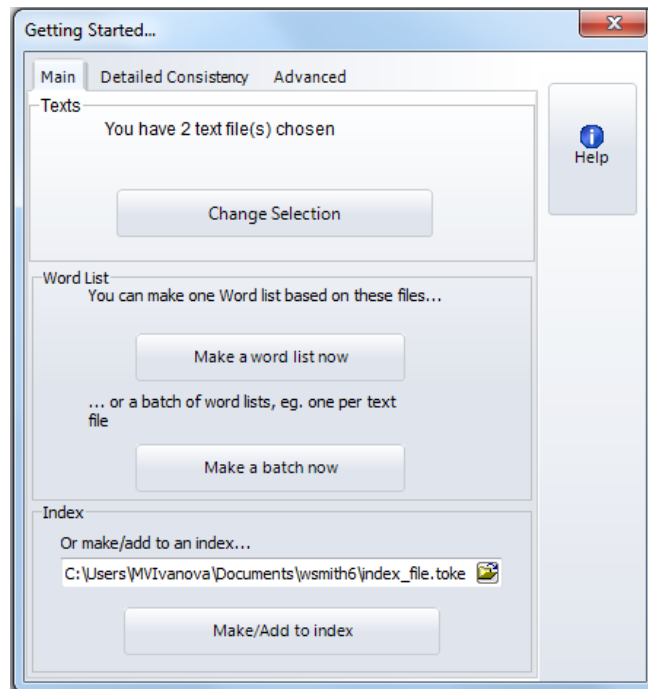 Getting Started...
Main Detailed Consistency Advanced
Texts
You have 2 text file(s) chosen
Help
Change Selection
Word List
You can make one Word list based on these files...
Make a word list now
... or a batch of word lists, eg. one per text
file
Make a batch now
Index
Or make/add to an index...
C:\Users\MVIvanova\Documents\wsmith6\index_file.toke
Make/Add to index